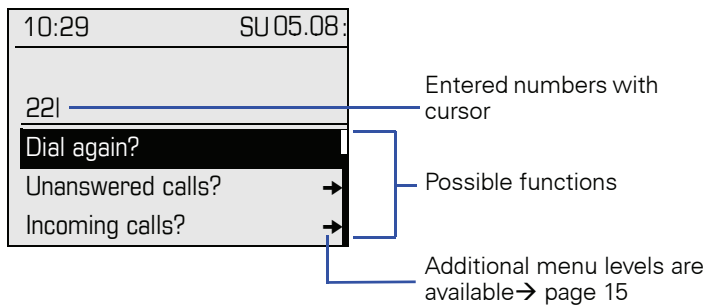 10:29 SU 05.08:
22|
Entered numbers with
cursor
Dial again?
Unanswered calls? →
Possible functions
Incoming calls? →
Additional menu levels are
available→ page 15